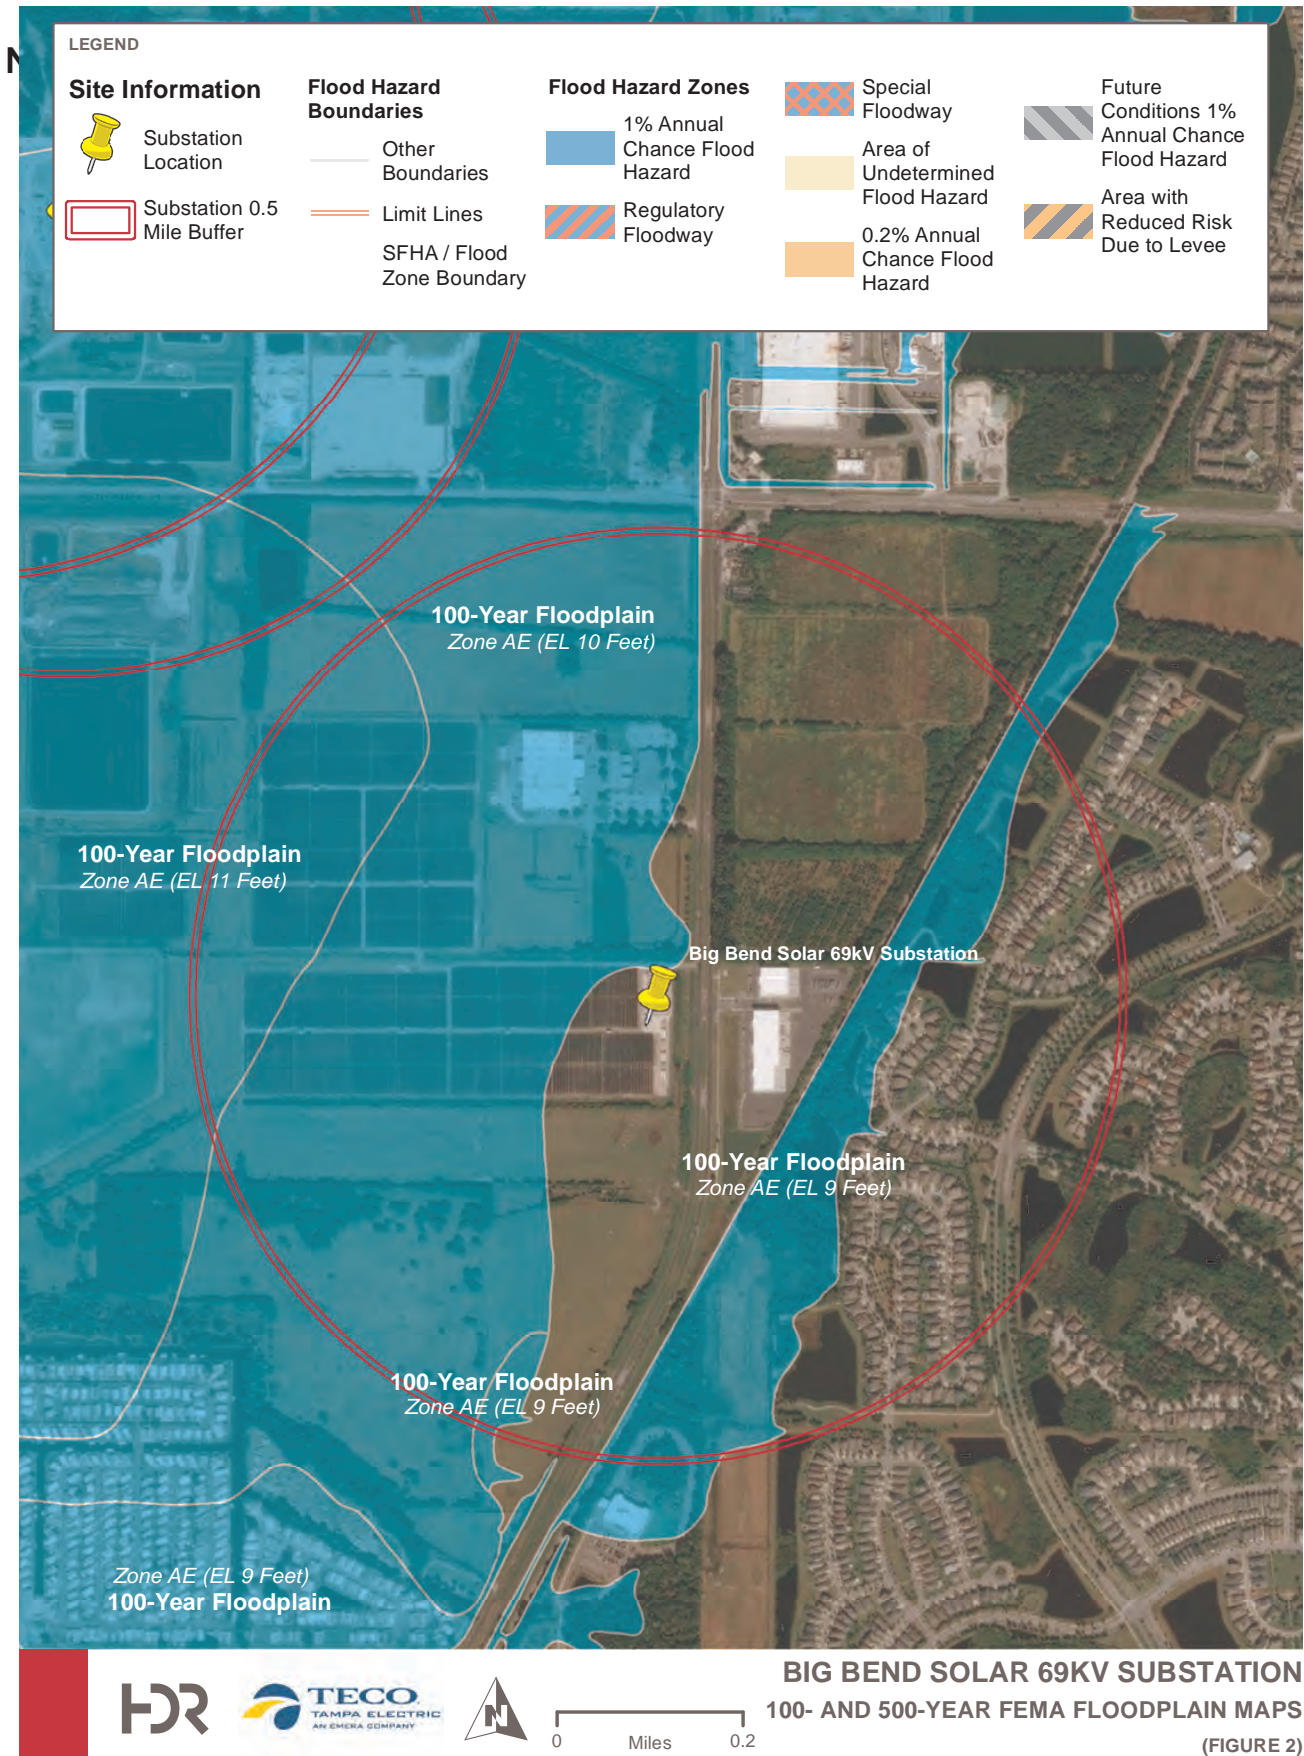 N
LEGEND
Site Information
Substation
Location
Substation 0.5
Mile Buffer
Flood Hazard
Boundaries
Other
Boundaries
Limit Lines
SFHA / Flood
Zone Boundary
Flood Hazard Zones
1% Annual
Chance Flood
Hazard
Regulatory
Floodway
Special
Floodway
Area of
Undetermined
Flood Hazard
0.2% Annual
Chance Flood
Hazard
Future
Conditions 1%
Annual Chance
Flood Hazard
Area with
Reduced Risk
Due to Levee
100-Year Floodplain
Zone AE (EL 10 Feet)
100-Year Floodplain
Zone AE (EL 11 Feet)
Big Bend Solar 69kV Substation
100-Year Floodplain
Zone AE (EL 9 Feet)
100-Year Floodplain
Zone AE (EL 9 Feet)
Zone AE (EL 9 Feet)
100-Year Floodplain
HDR
TECO
TAMPA ELECTRIC
AN EMERA COMPANY
N
0 Miles 0.2
BIG BEND SOLAR 69KV SUBSTATION
100- AND 500-YEAR FEMA FLOODPLAIN MAPS
(FIGURE 2)